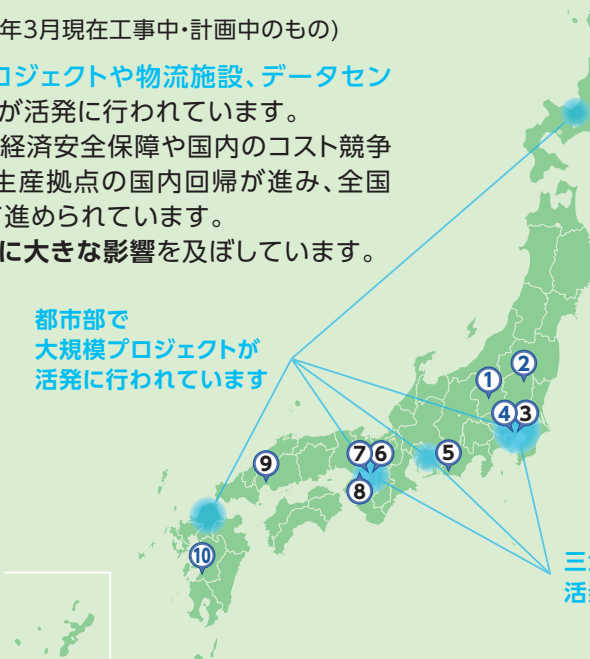 年3月現在工事中・計画中のもの)
ロジェクトや物流施設、データセン
が活発に行われています。
経済安全保障や国内のコスト競争
生産拠点の国内回帰が進み、全国
て進められています。
に大きな影響を及ぼしています。
都市部で
大規模プロジェクトが
活発に行われています
②
①
④③
⑦⑥
⑤
⑨
⑧
⑩
三
活